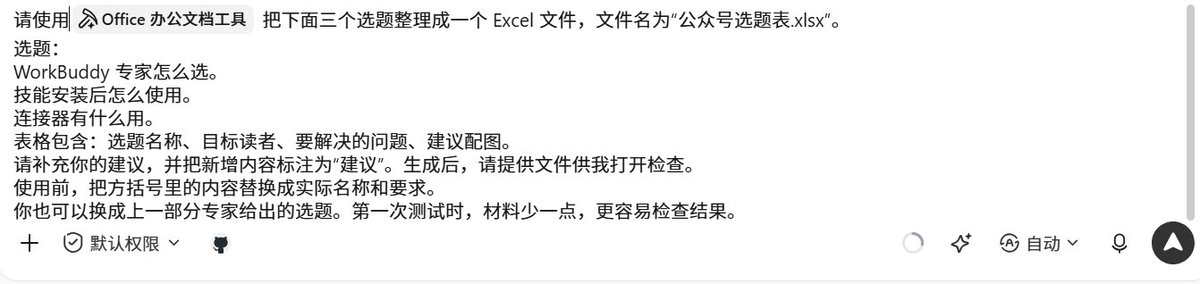 请使用 Office 办公文档工具 把下面三个选题整理成一个 Excel 文件，文件名为“公众号选题表.xlsx”。
选题：
WorkBuddy 专家怎么选。
技能安装后怎么使用。
连接器有什么用。
表格包含：选题名称、目标读者、要解决的问题、建议配图。
请补充你的建议，并把新增内容标注为“建议”。生成后，请提供文件供我打开检查。
使用前，把方括号里的内容替换成实际名称和要求。
你也可以换成上一部分专家给出的选题。第一次测试时，材料少一点，更容易检查结果。
默认权限 自动